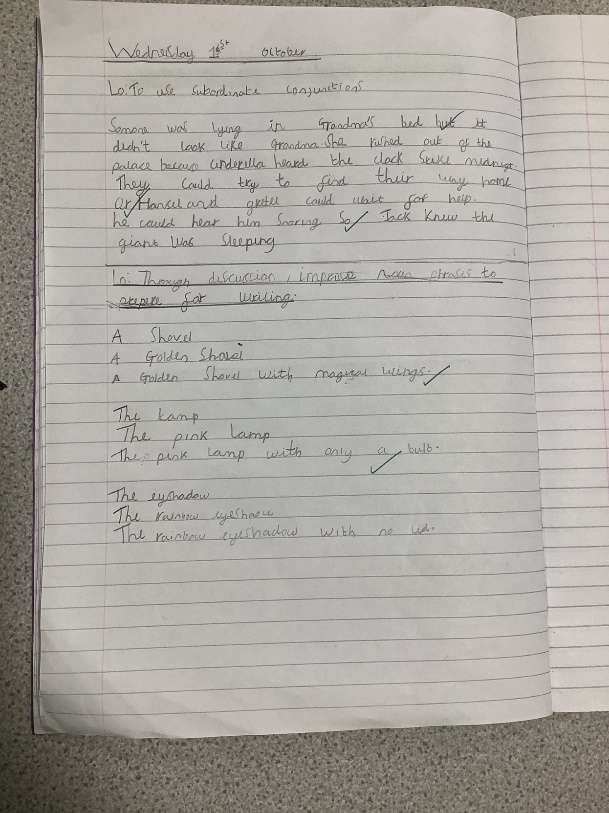 Wednesday 1st October
Lo: To use subordinate conjunctions
Somone was lying in Grandma's bed but It
didn't look like Grandma. She rushed out of the
palace because cinderella heard the clock Strike midnigt
They could try to find their way home
or Hansel and gretel could wait for help.
he could hear him Snoring So Jack knew the
giant was Sleeping
Lo: Through discussion, improve noun phrases to
prepare for writing.
A Shovel
A Golden Shovel
A Golden Shovel with magical wings.
The Lamp
The pink Lamp
The pink lamp with only a bulb.
The eyshadow
The rainbow eyeshadow
The rainbow eyeshadow with no lid.